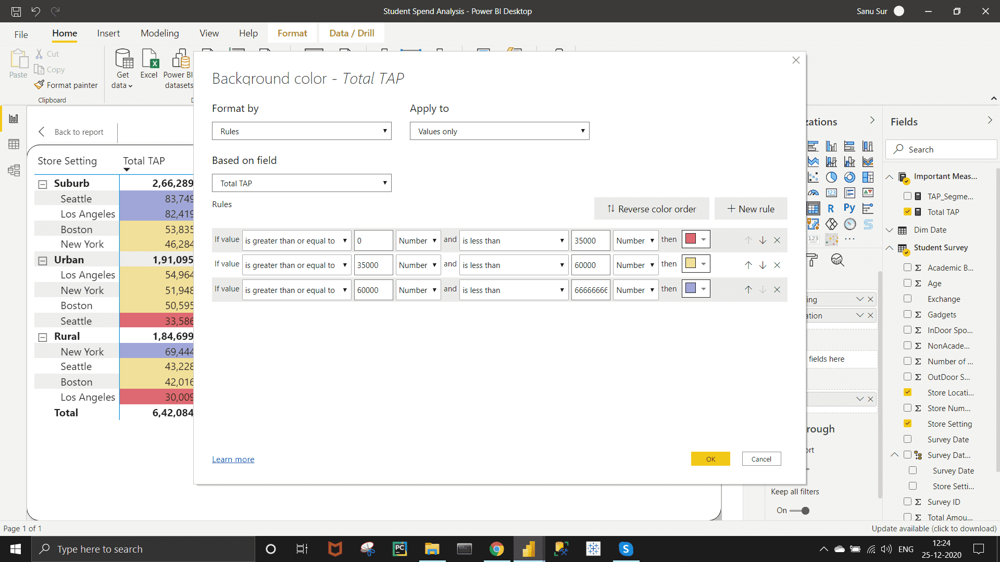 Student Spend Analysis - Power BI Desktop
Sanu Sur
File Home Insert Modeling View Help Format Data / Drill
Paste
Cut
Copy
Format painter
Clipboard
Get data
Excel
Power BI datasets
Back to report
Store Setting Total TAP
Suburb 2,66,289
Seattle 83,749
Los Angeles 82,419
Boston 53,835
New York 46,284
Urban 1,91,095
Los Angeles 54,964
New York 51,948
Boston 50,595
Seattle 33,586
Rural 1,84,699
New York 69,444
Seattle 43,228
Boston 42,016
Los Angeles 30,009
Total 6,42,084
Background color - Total TAP
Format by Apply to
Rules Values only
Based on field
Total TAP
Rules
Reverse color order
New rule
If value is greater than or equal to 0 Number and is less than 35000 Number then
If value is greater than or equal to 35000 Number and is less than 60000 Number then
If value is greater than or equal to 60000 Number and is less than 66666666 Number then
Learn more
OK Cancel
zations
R Py
123
123
ing
ation
fields here
rough
ort
Keep all filters
On
Fields
Search
Important Meas...
TAP_Segme...
Total TAP
Dim Date
Student Survey
Academic B...
Age
Exchange
Gadgets
InDoor Spo...
NonAcade...
Number of ...
OutDoor S...
Store Locati...
Store Num...
Store Setting
Survey Date
Survey Dat...
Survey Date
Store Setti...
Survey ID
Total Amou...
Page 1 of 1
Update available (click to download)
Type here to search
PC
ENG
12:24
25-12-2020